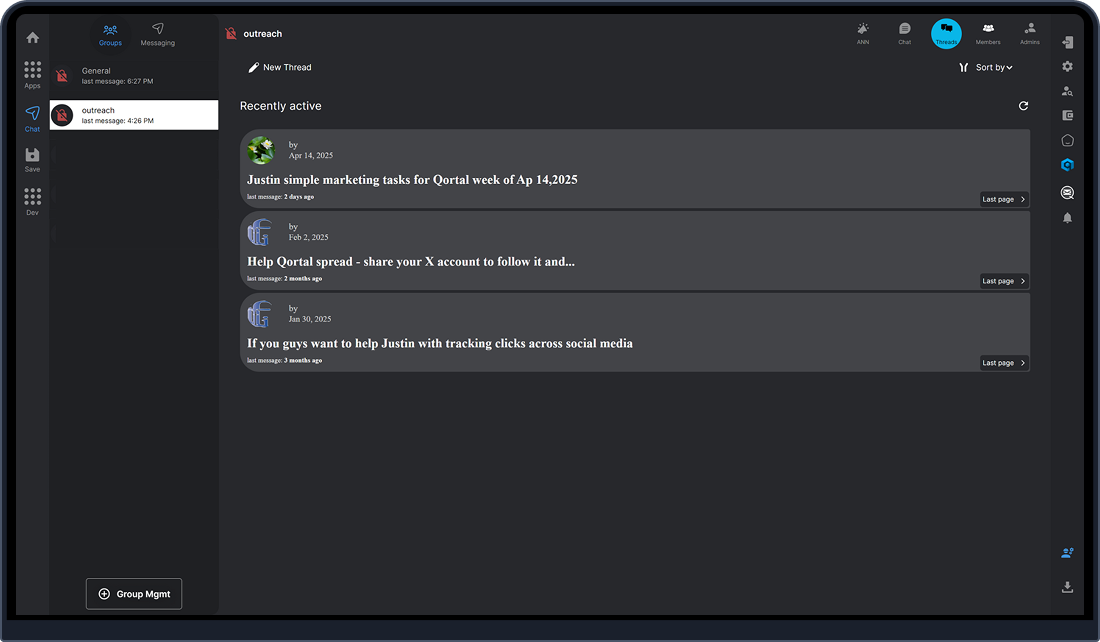 Apps
Chat
Save
Dev
Groups
Messaging
General
last message: 6:27 PM
outreach
last message: 4:26 PM
Group Mgmt
outreach
ANN
Chat
Threads
Members
Admins
New Thread
Sort by
Recently active
by
Apr 14, 2025
Justin simple marketing tasks for Qortal week of Ap 14,2025
last message: 2 days ago
Last page
by
Feb 2, 2025
Help Qortal spread - share your X account to follow it and...
last message: 2 months ago
Last page
by
Jan 30, 2025
If you guys want to help Justin with tracking clicks across social media
last message: 3 months ago
Last page